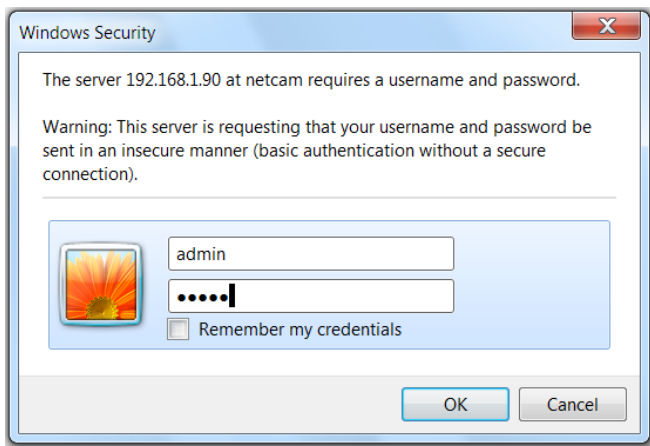 Windows Security
The server 192.168.1.90 at netcam requires a username and password.
Warning: This server is requesting that your username and password be
sent in an insecure manner (basic authentication without a secure
connection).
admin
●●●●●
Remember my credentials
OK
Cancel